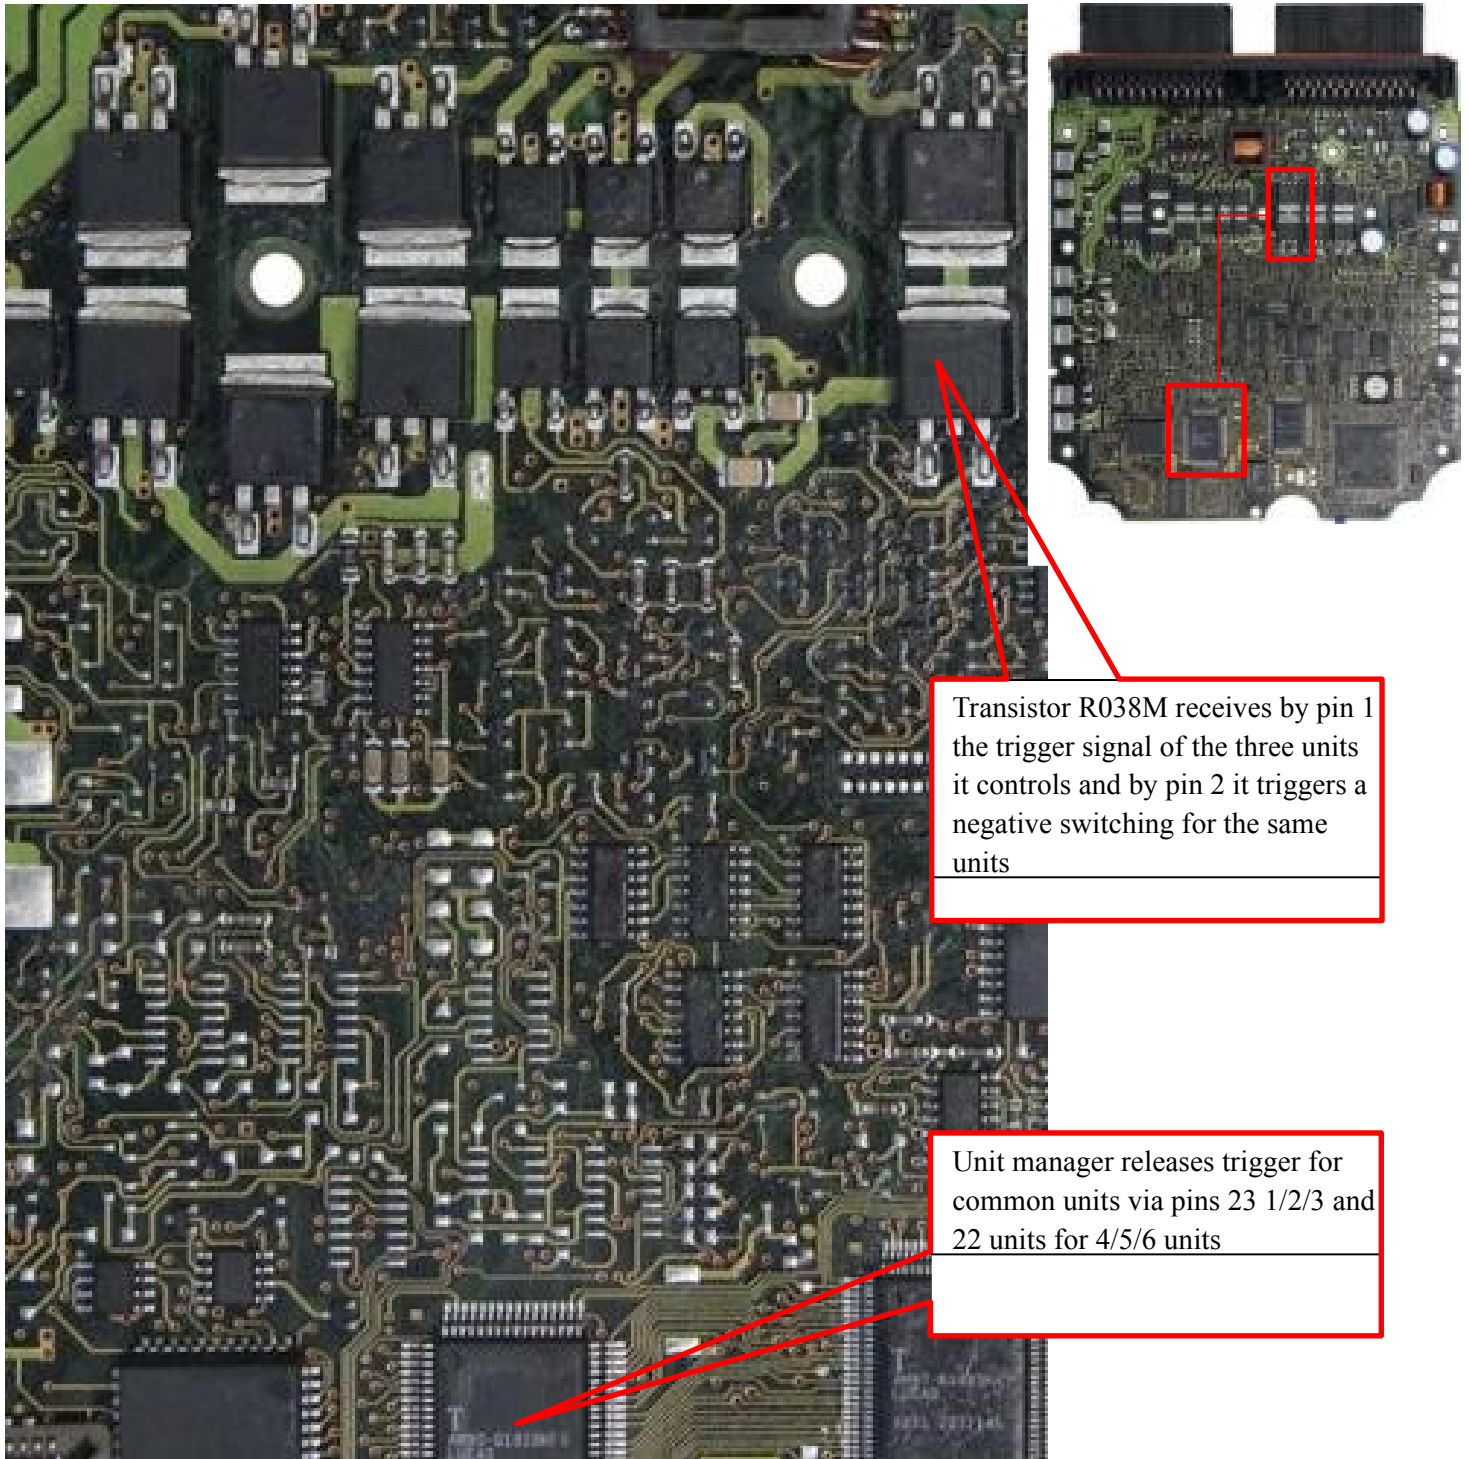 Transistor R038M receives by pin 1
the trigger signal of the three units
it controls and by pin 2 it triggers a
negative switching for the same
units
Unit manager releases trigger for
common units via pins 23 1/2/3 and
22 units for 4/5/6 units